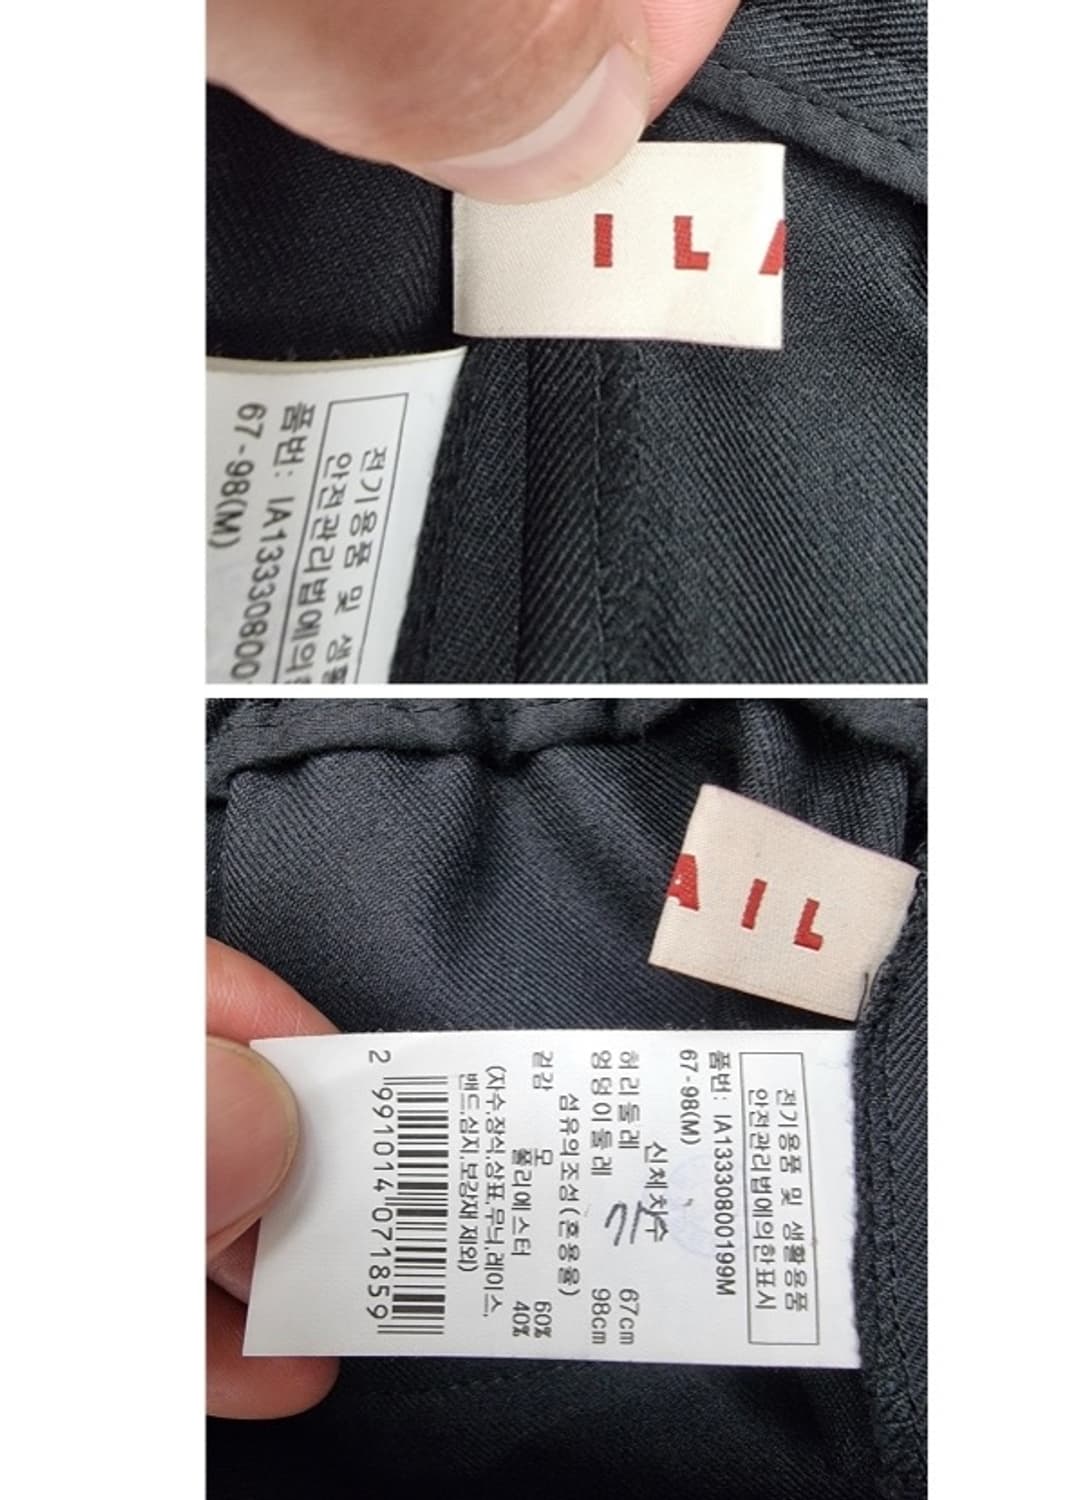 ILA
전기용품 및 생활
안전관리법에의한
품번: IA13330800
67-98(M)
AIL
전기용품 및 생활용품
안전관리법에의한표시
품번: IA13330800199M
67-98(M)
신체치수
허리둘레 67cm
엉덩이둘레 98cm
섬유의조성(혼용율)
겉감 모 60%
폴리에스터 40%
(자수,장식,상표,무늬,레이스,
밴드,심지,보강재 제외)
2 991014 071859